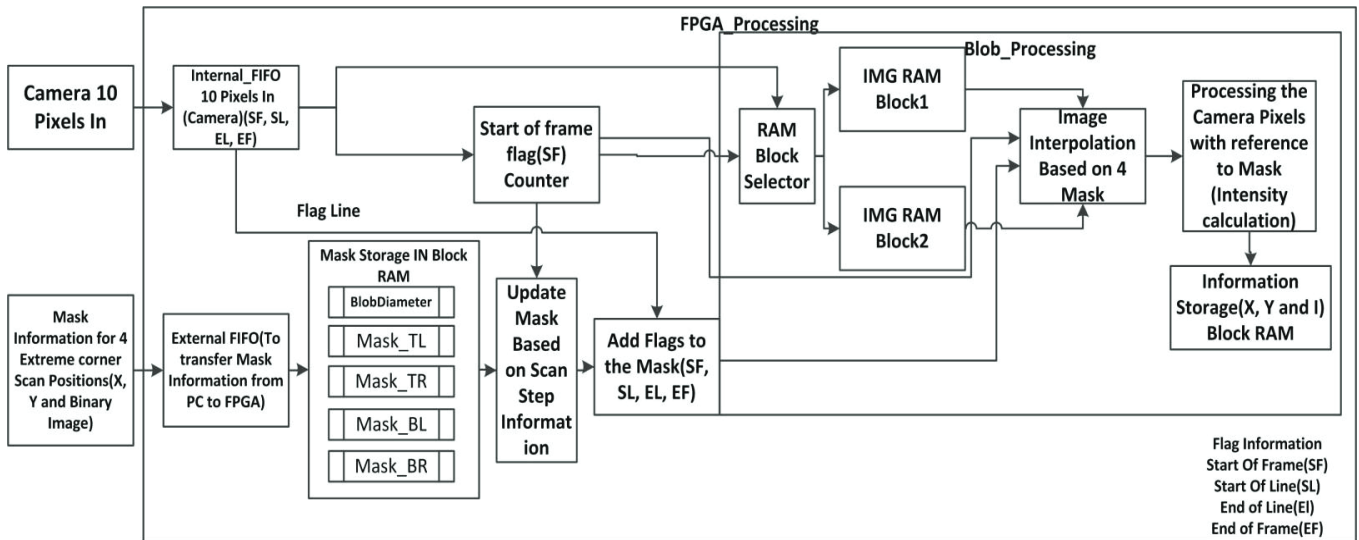 FPGA_Processing
Blob_Processing
Camera 10
Pixels In
Internal_FIFO
10 Pixels In
(Camera)(SF, SL,
EL, EF)
Start of frame
flag(SF)
Counter
RAM
Block
Selector
IMG RAM
Block1
IMG RAM
Block2
Image
Interpolation
Based on 4
Mask
Processing the
Camera Pixels
with reference
to Mask
(Intensity
calculation)
Information
Storage(X, Y and I)
Block RAM
Flag Line
Mask
Information for 4
Extreme corner
Scan Positions(X,
Y and Binary
Image)
External FIFO(To
transfer Mask
Information from
PC to FPGA)
Mask Storage IN Block
RAM
BlobDiameter
Mask_TL
Mask_TR
Mask_BL
Mask_BR
Update
Mask
Based
on Scan
Step
Informat
ion
Add Flags to
the Mask(SF,
SL, EL, EF)
Flag Information
Start Of Frame(SF)
Start Of Line(SL)
End of Line(El)
End of Frame(EF)